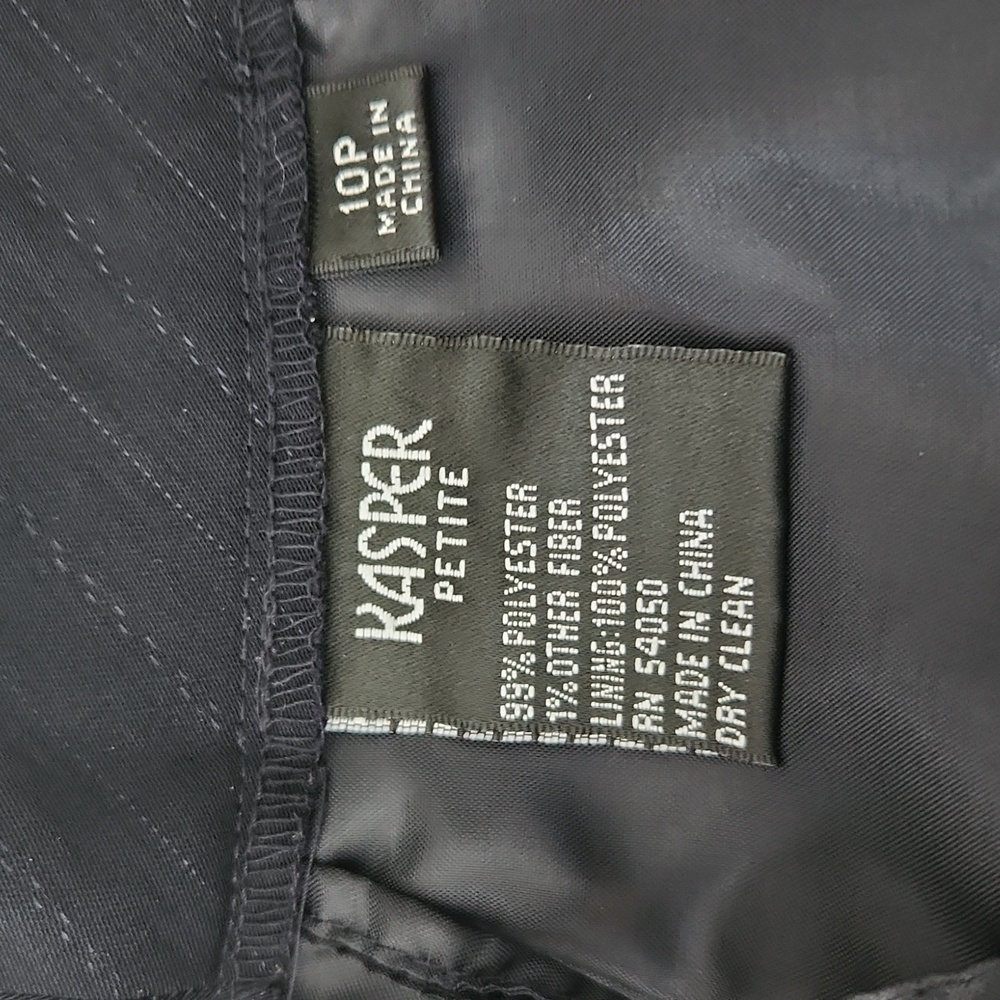 10P
MADE IN
CHINA
KASPER
PETITE
99% POLYESTER
1% OTHER FIBER
LINING:100% POLYESTER
RN 54050
MADE IN CHINA
DRY CLEAN